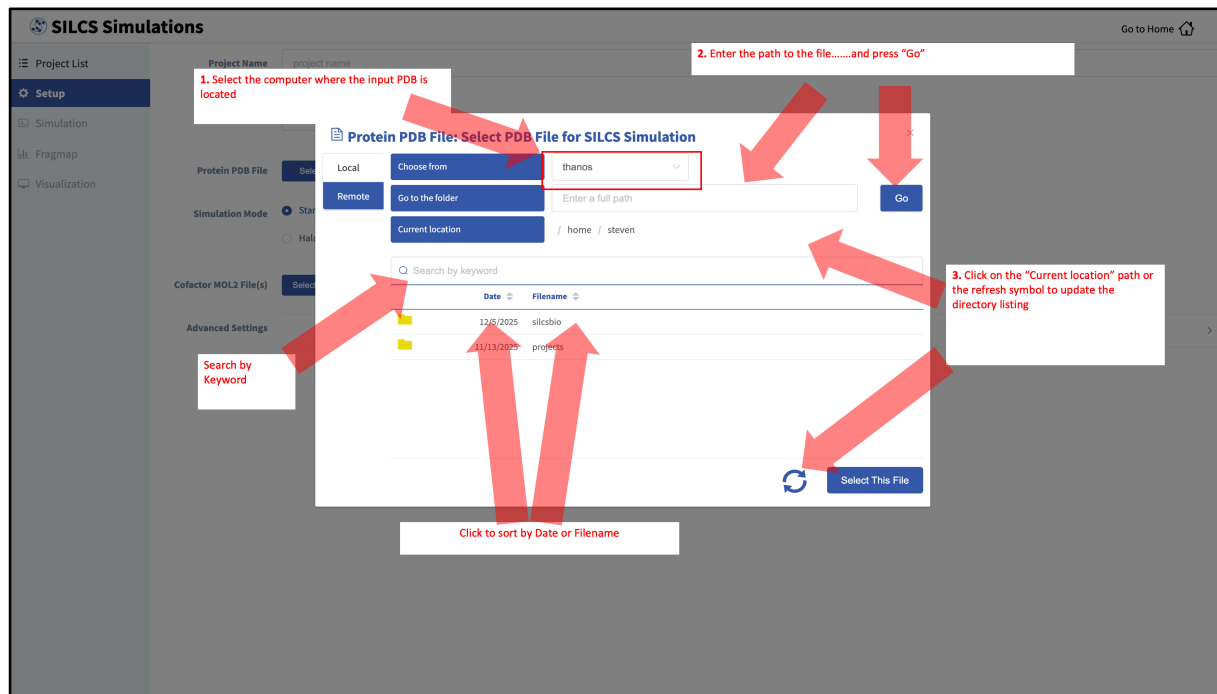 SILCS Simulations
Go to Home
Project List
Setup
Simulation
Fragmap
Visualization
Project Name
project name
1. Select the computer where the input PDB is
located
2. Enter the path to the file.......and press “Go”
Protein PDB File: Select PDB File for SILCS Simulation
Local
Remote
Choose from
thanos
Go to the folder
Enter a full path
Go
Current location
/ home / steven
Search by keyword
Date
Filename
12/5/2025
silcsbio
11/13/2025
projects
Protein PDB File
Sele
Simulation Mode
Star
Halo
Cofactor MOL2 File(s)
Select
Advanced Settings
3. Click on the “Current location” path or
the refresh symbol to update the
directory listing
Search by
Keyword
Select This File
Click to sort by Date or Filename